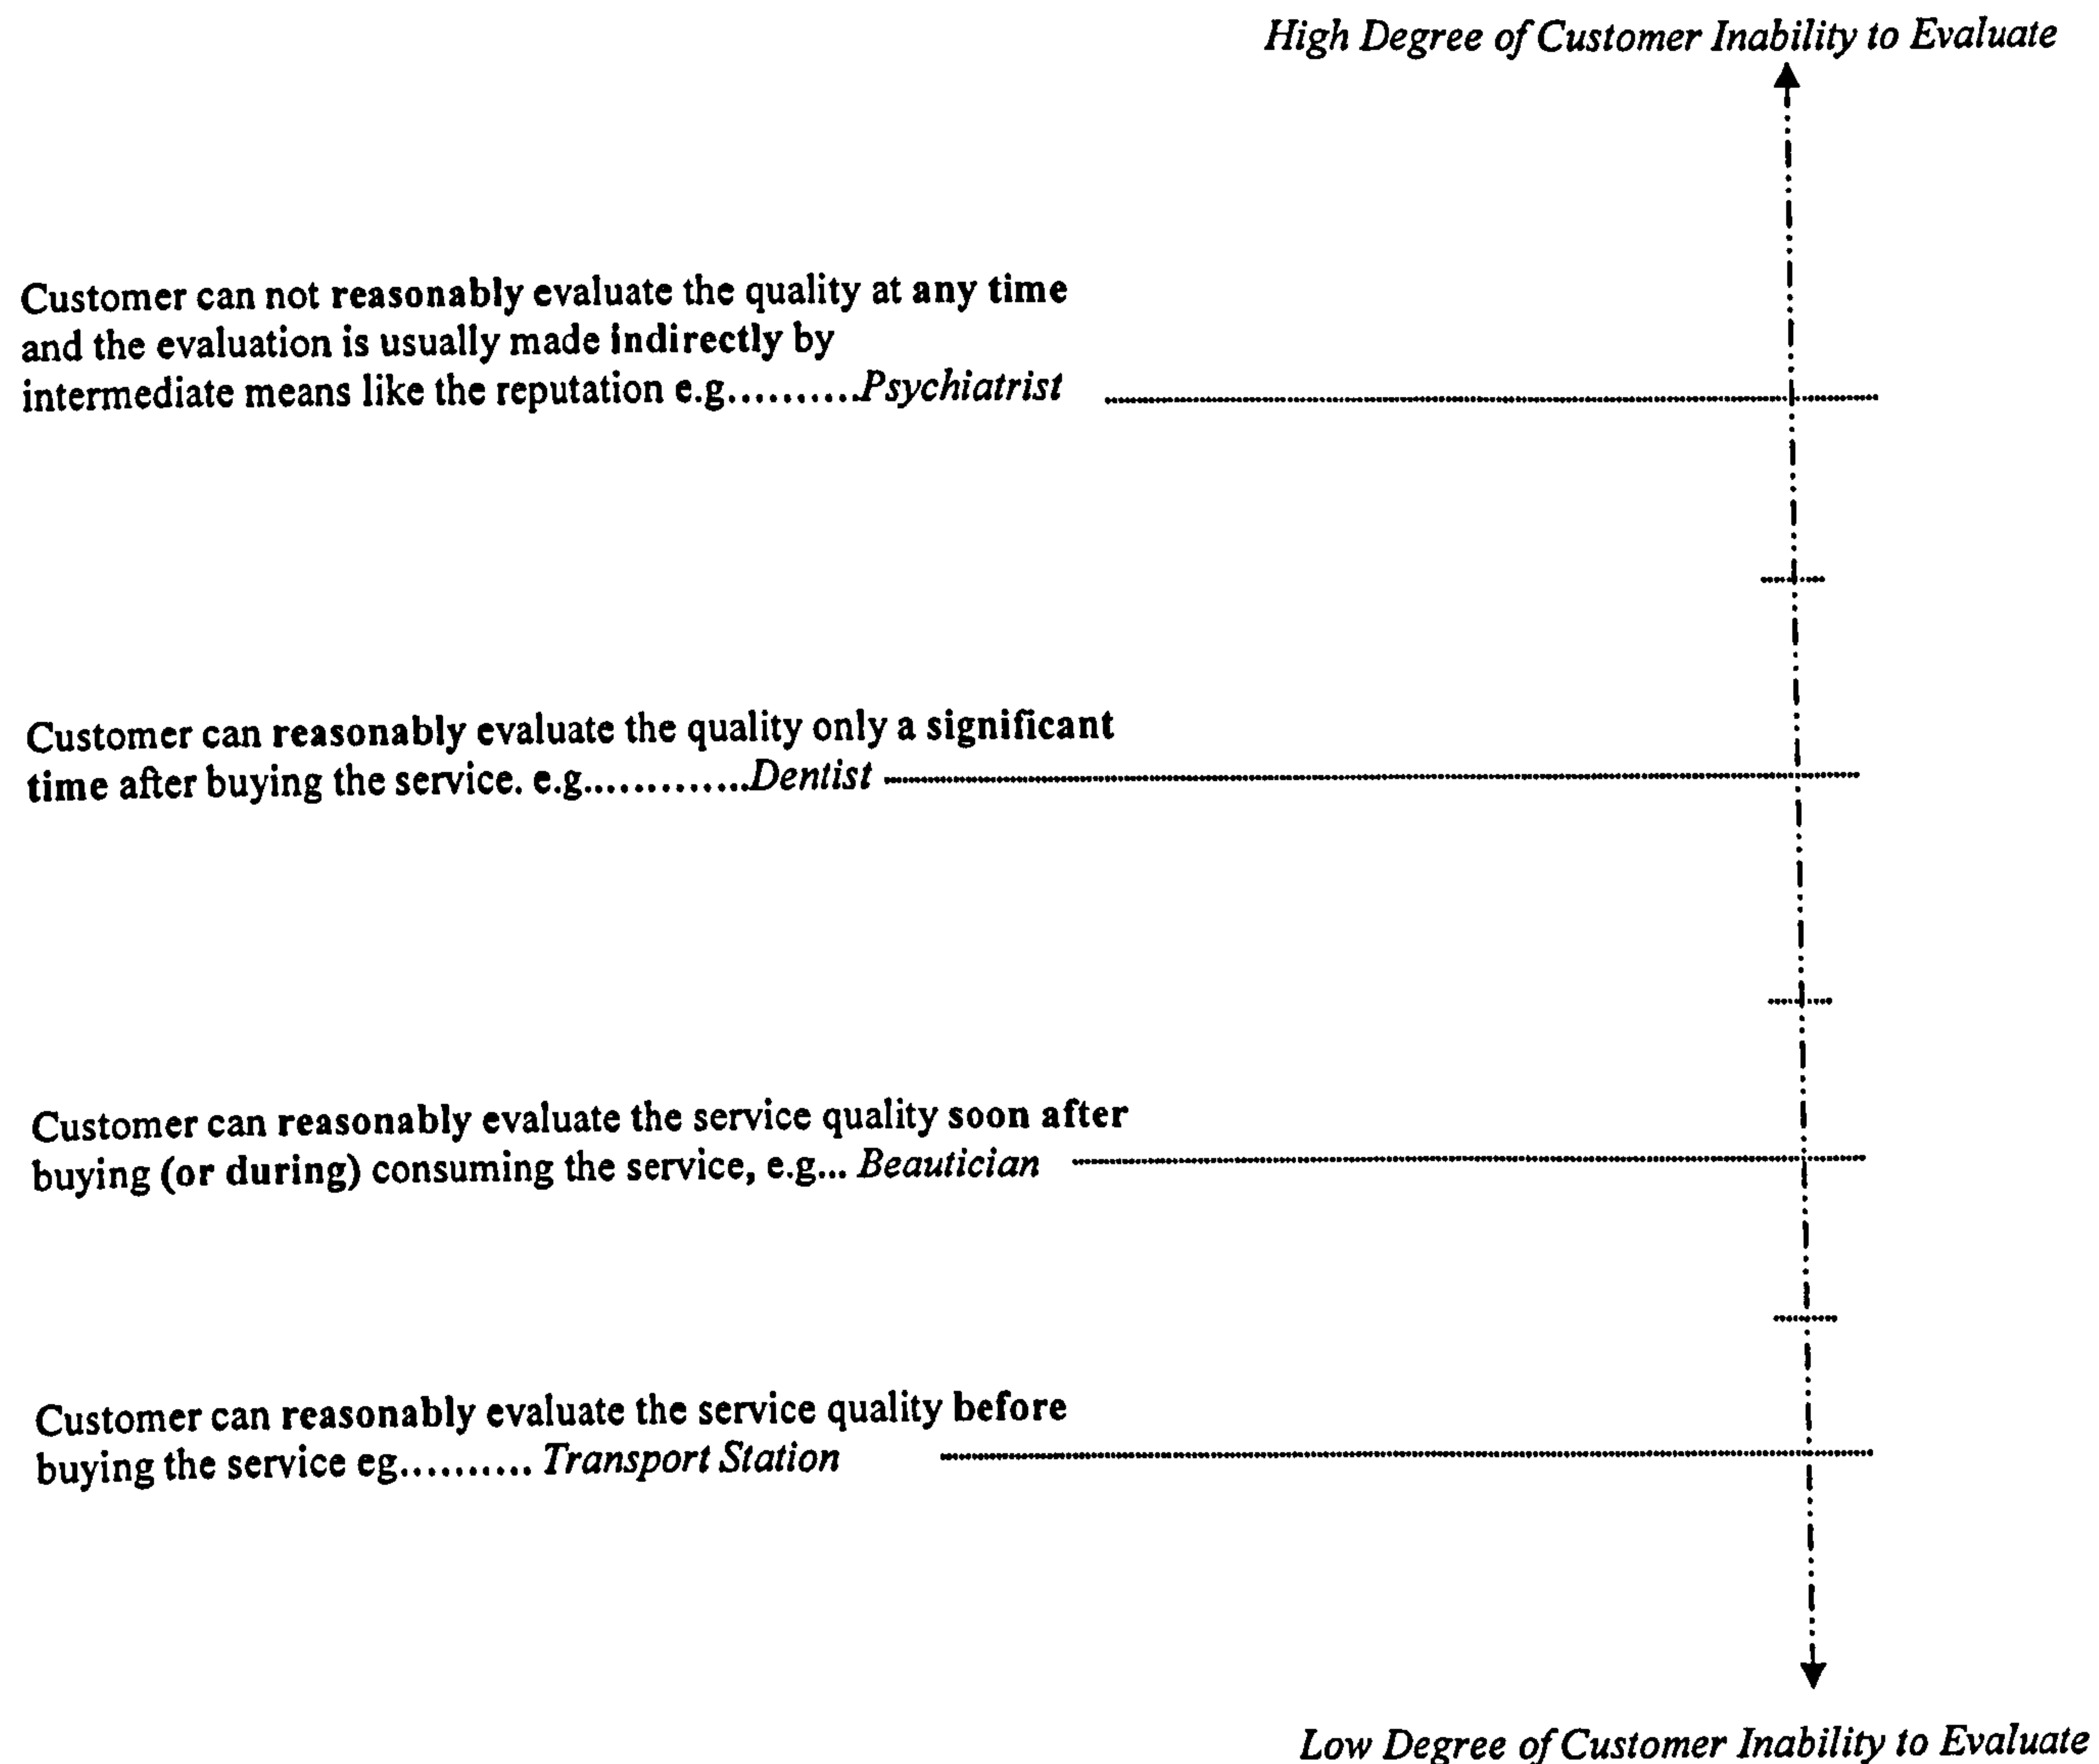 High Degree of Customer Inability to Evaluate
Customer can not reasonably evaluate the quality at any time
and the evaluation is usually made indirectly by
intermediate means like the reputation e.g..........Psychiatrist
Customer can reasonably evaluate the quality only a significant
time after buying the service. e.g.............Dentist
Customer can reasonably evaluate the service quality soon after
buying (or during) consuming the service, e.g... Beautician
Customer can reasonably evaluate the service quality before
buying the service eg.......... Transport Station
Low Degree of Customer Inability to Evaluate